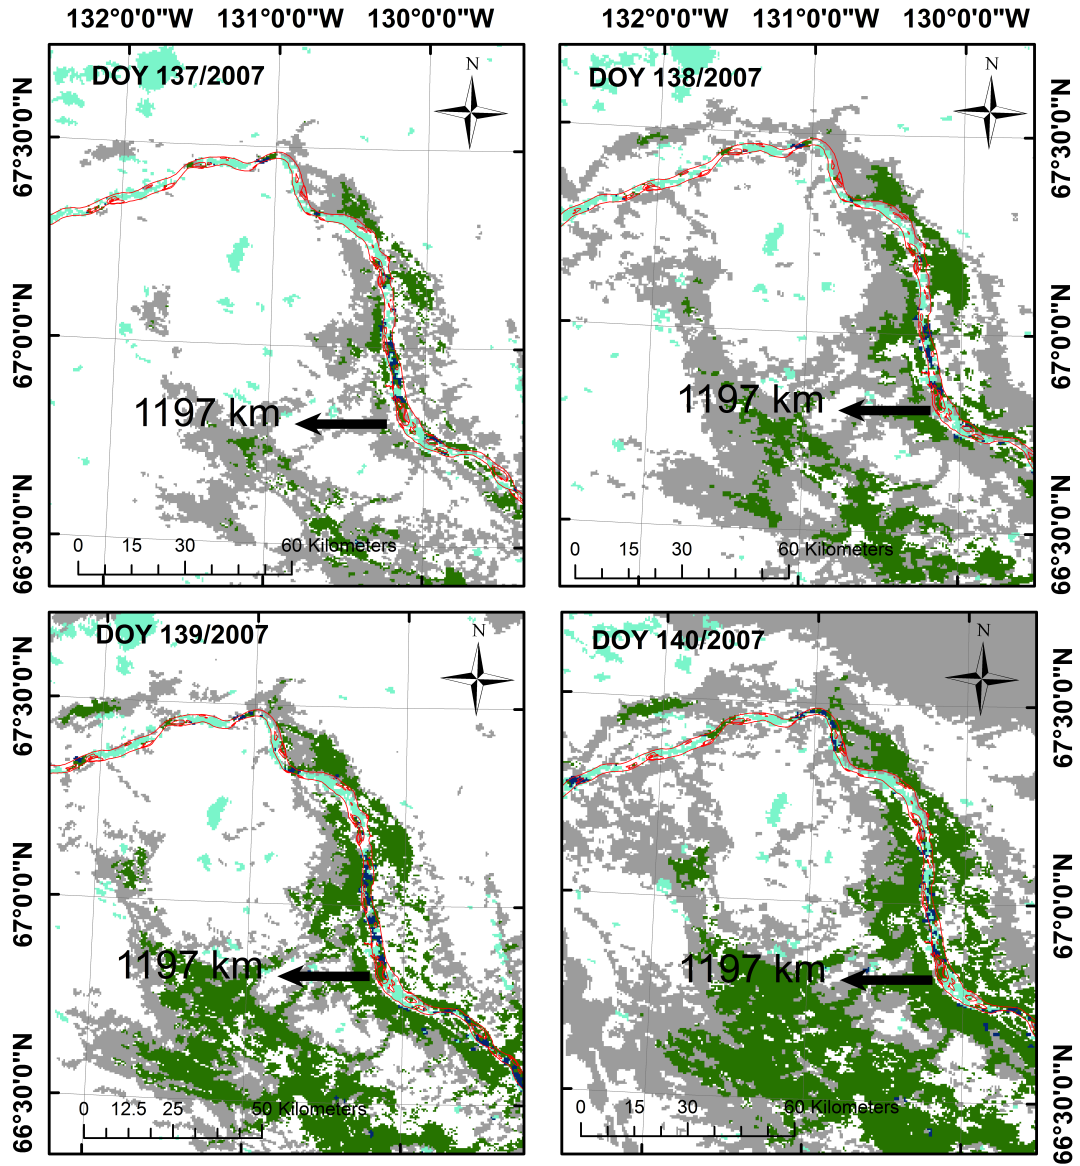 132°0'0"W 131°0'0"W 130°0'0"W
132°0'0"W 131°0'0"W 130°0'0"W
DOY 137/2007
N
67°30'0"N
67°0'0"N
66°30'0"N
1197 km
0 15 30 60 Kilometers
DOY 138/2007
N
67°30'0"N
67°0'0"N
66°30'0"N
1197 km
0 15 30 60 Kilometers
DOY 139/2007
N
67°30'0"N
67°0'0"N
66°30'0"N
1197 km
0 12.5 25 50 Kilometers
DOY 140/2007
N
67°30'0"N
67°0'0"N
66°30'0"N
1197 km
0 15 30 60 Kilometers